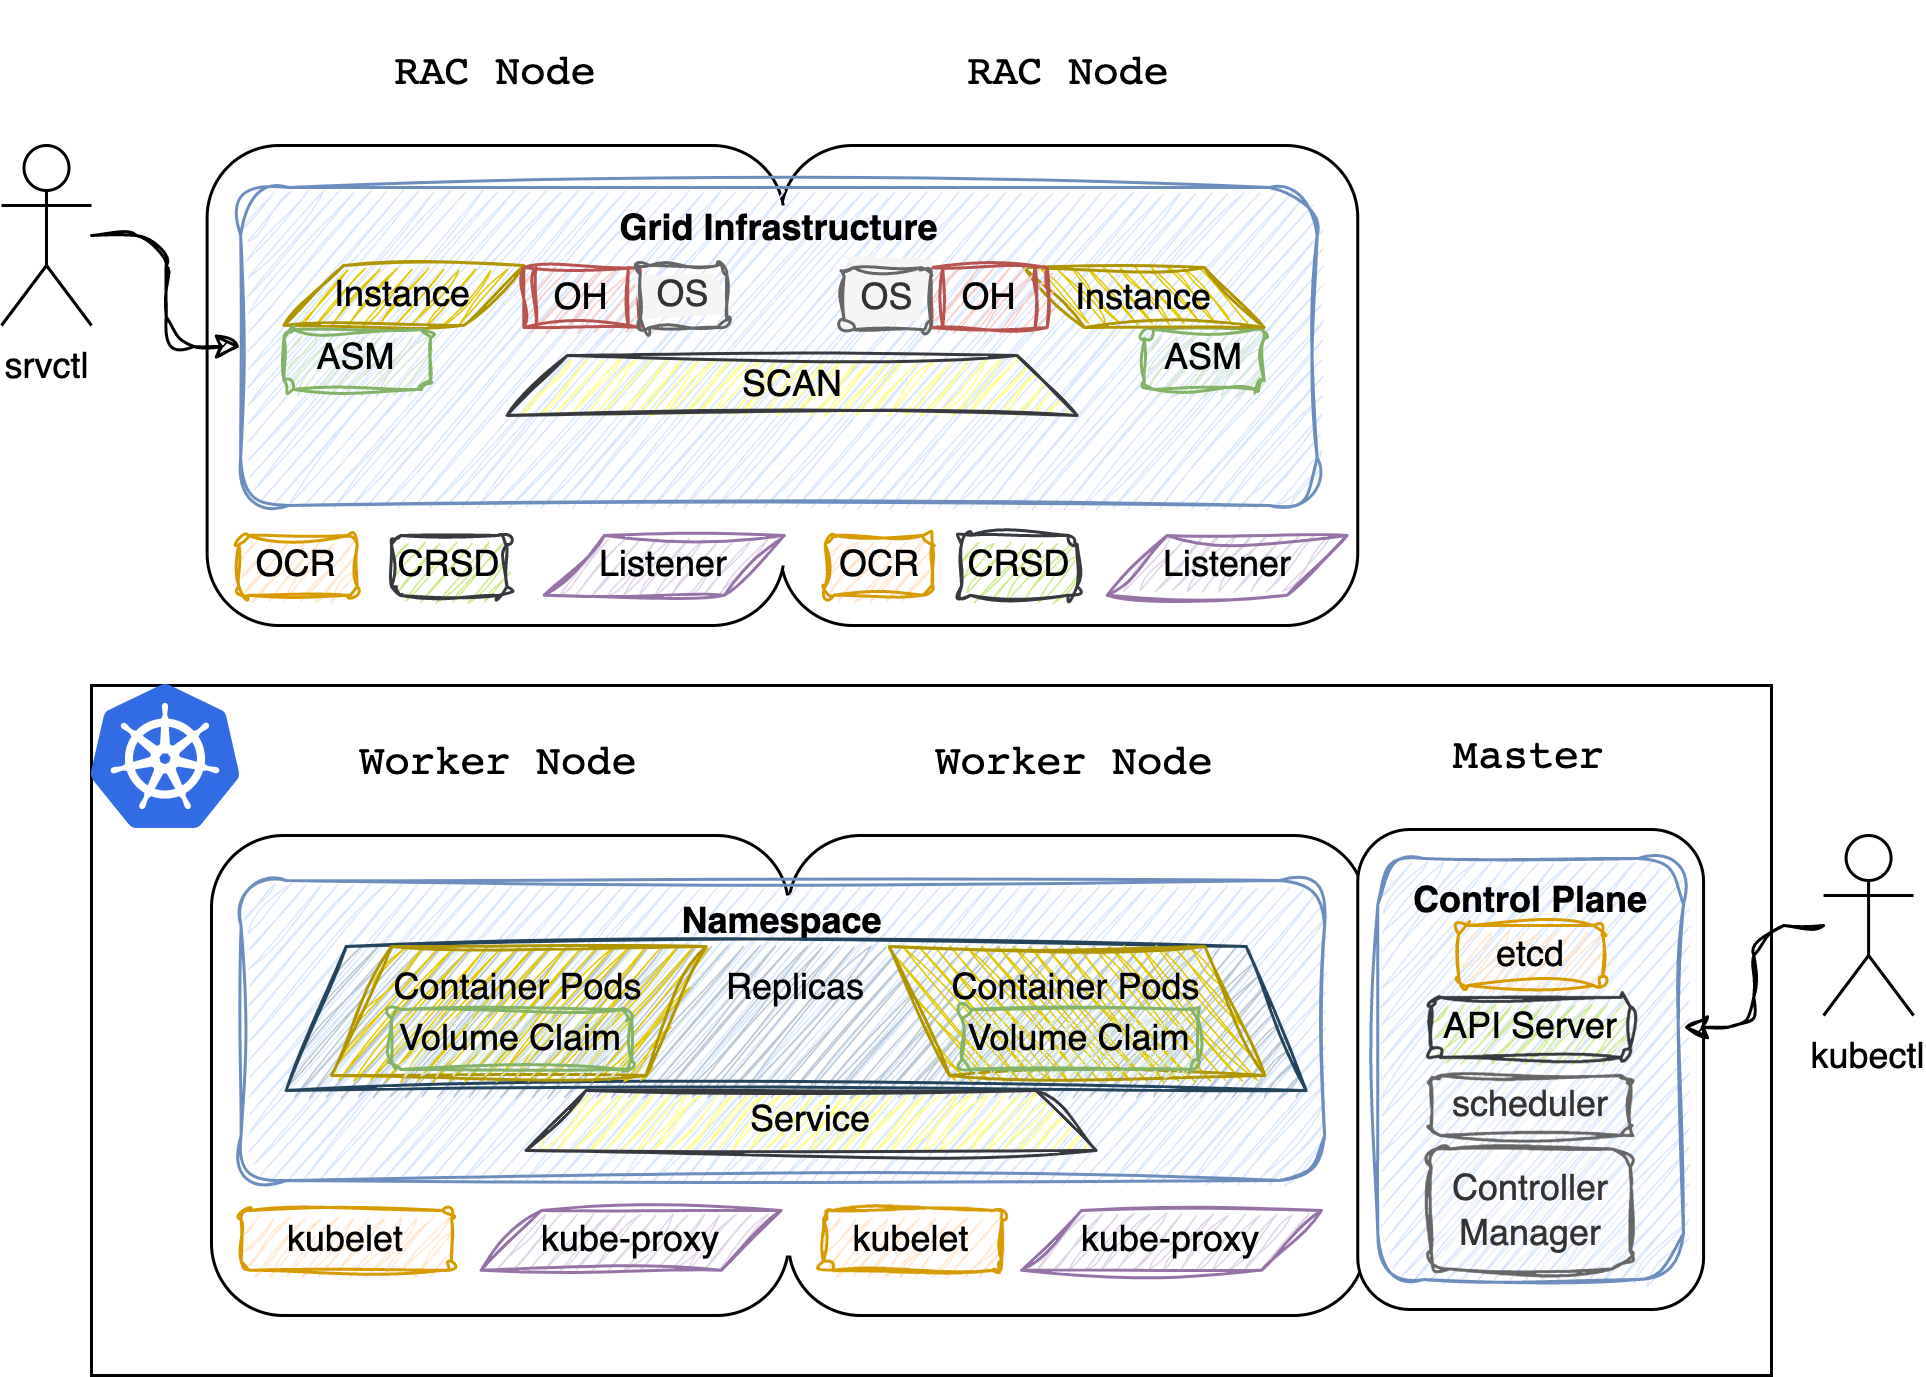 RAC Node
RAC Node
srvctl
Grid Infrastructure
Instance
OH
OS
OS
OH
Instance
ASM
SCAN
ASM
OCR
CRSD
Listener
OCR
CRSD
Listener
Worker Node
Worker Node
Master
Namespace
Container Pods
Replicas
Container Pods
Volume Claim
Volume Claim
Service
kubelet
kube-proxy
kubelet
kube-proxy
Control Plane
etcd
API Server
scheduler
Controller
Manager
kubectl